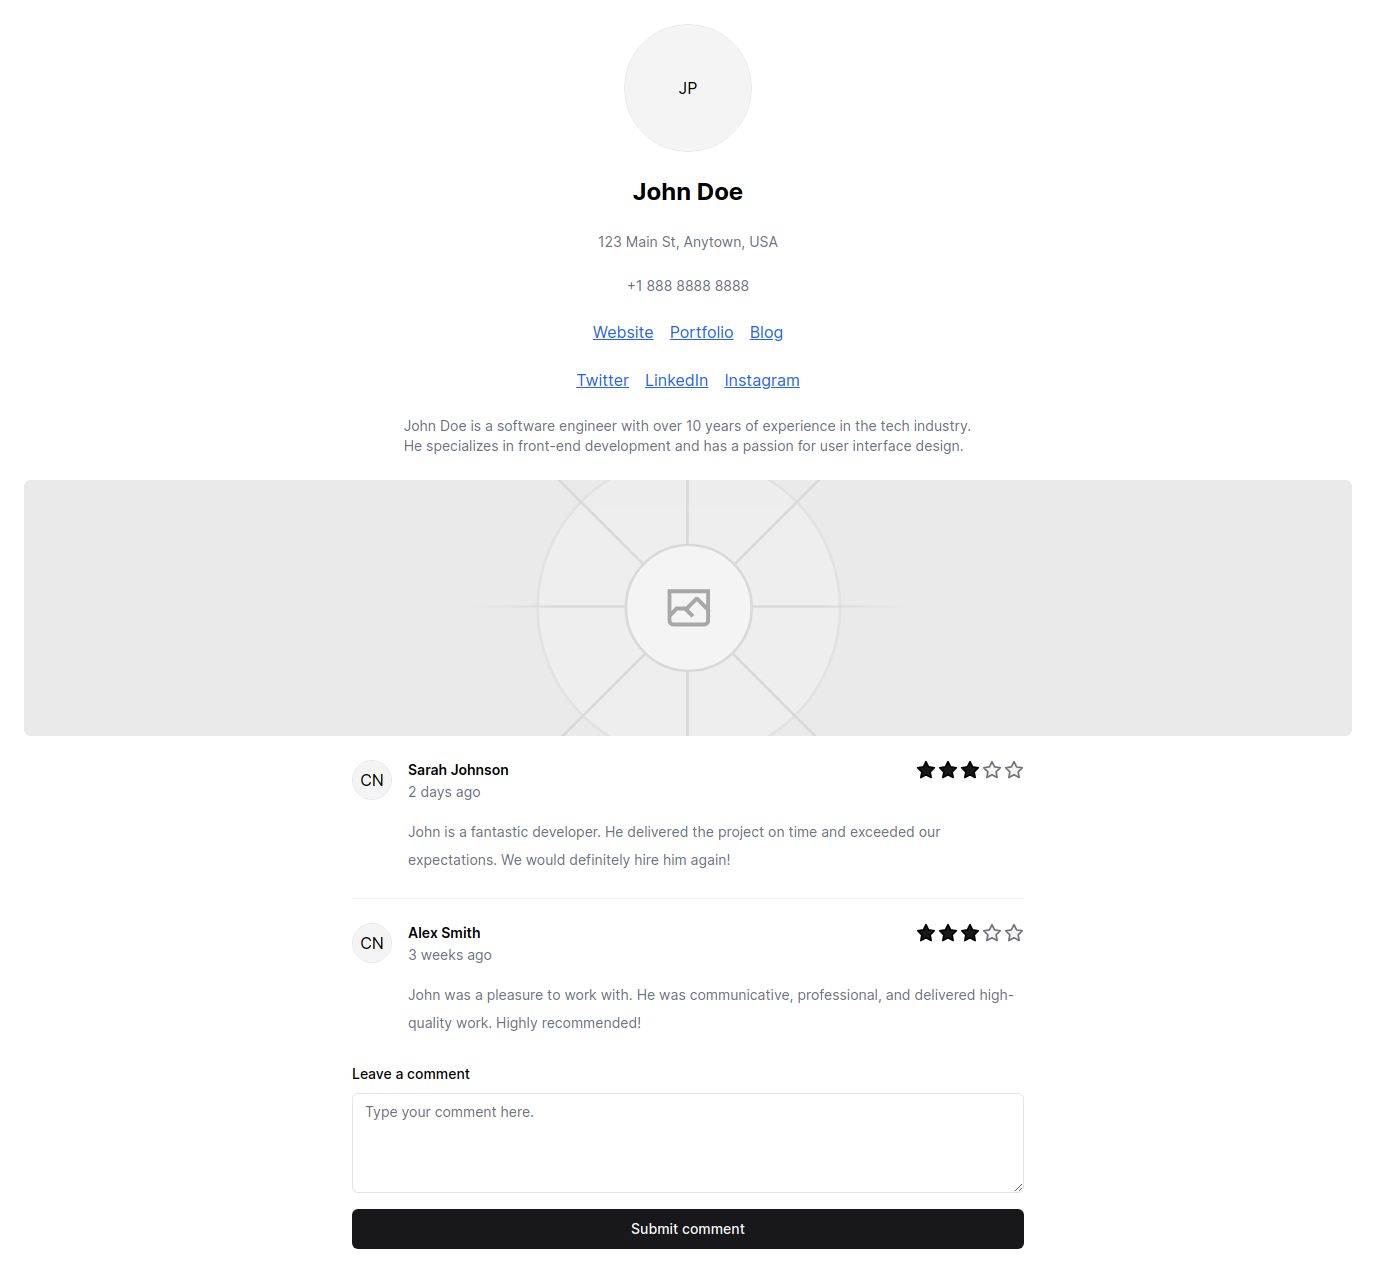 JP
John Doe
123 Main St, Anytown, USA
+1 888 8888 8888
Website Portfolio Blog
Twitter LinkedIn Instagram
John Doe is a software engineer with over 10 years of experience in the tech industry.
He specializes in front-end development and has a passion for user interface design.
CN
Sarah Johnson
2 days ago
John is a fantastic developer. He delivered the project on time and exceeded our
expectations. We would definitely hire him again!
CN
Alex Smith
3 weeks ago
John was a pleasure to work with. He was communicative, professional, and delivered high-
quality work. Highly recommended!
Leave a comment
Type your comment here.
Submit comment